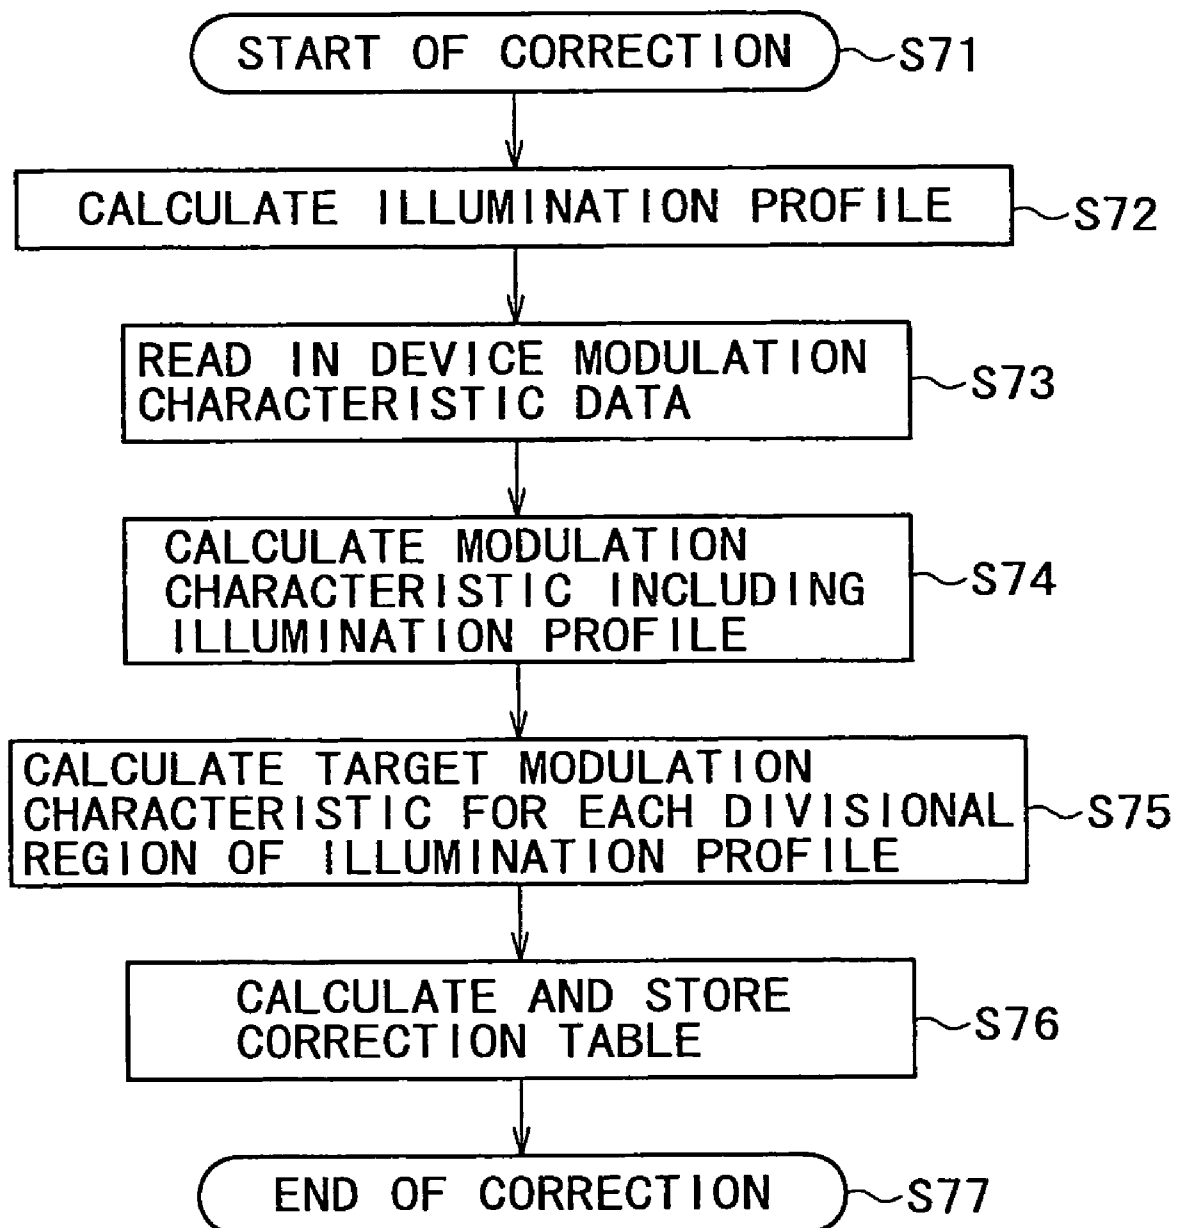 START OF CORRECTION
S71
CALCULATE ILLUMINATION PROFILE
S72
READ IN DEVICE MODULATION
CHARACTERISTIC DATA
S73
CALCULATE MODULATION
CHARACTERISTIC INCLUDING
ILLUMINATION PROFILE
S74
CALCULATE TARGET MODULATION
CHARACTERISTIC FOR EACH DIVISIONAL
REGION OF ILLUMINATION PROFILE
S75
CALCULATE AND STORE
CORRECTION TABLE
S76
END OF CORRECTION
S77